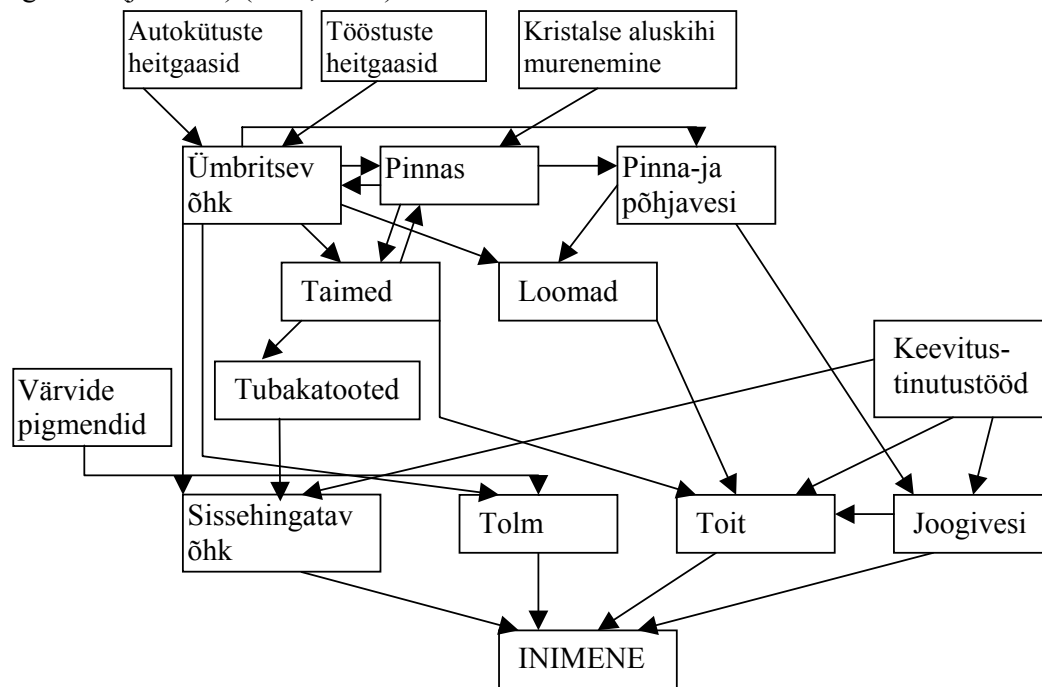 Autokütuste
heitgaasid
Tööstuste
heitgaasid
Kristalse aluskihi
murenemine
Ümbritsev
õhk
Pinnas
Pinna-ja
põhjavesi
Taimed
Loomad
Keevitus-
tinutustööd
Värvide
pigmendid
Tubakatooted
Sissehingatav
õhk
Tolm
Toit
Joogivesi
INIMENE